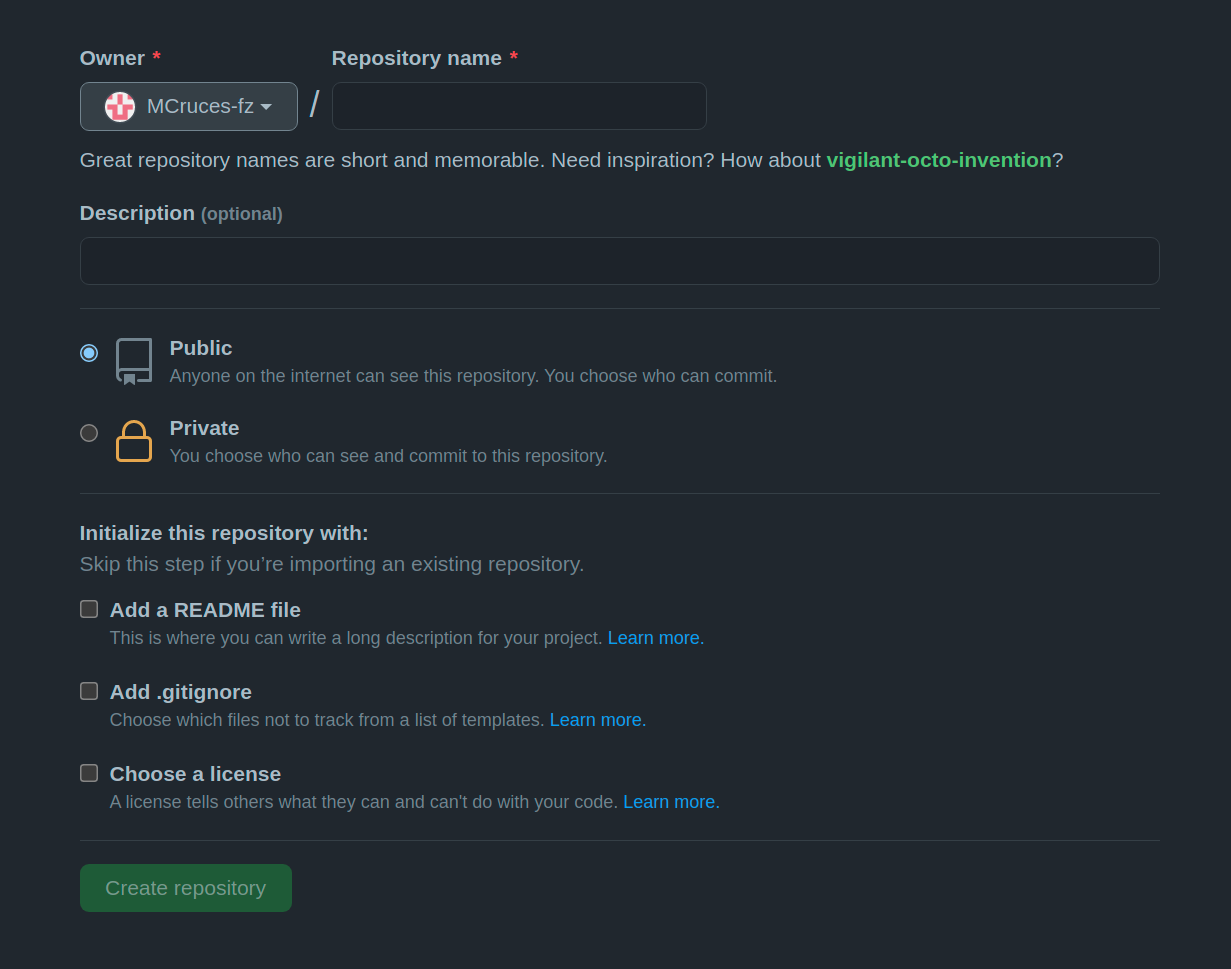 Owner * Repository name *
MCruces-fz /
Great repository names are short and memorable. Need inspiration? How about vigilant-octo-invention?
Description (optional)
Public
Anyone on the internet can see this repository. You choose who can commit.
Private
You choose who can see and commit to this repository.
Initialize this repository with:
Skip this step if you’re importing an existing repository.
Add a README file
This is where you can write a long description for your project. Learn more.
Add .gitignore
Choose which files not to track from a list of templates. Learn more.
Choose a license
A license tells others what they can and can't do with your code. Learn more.
Create repository